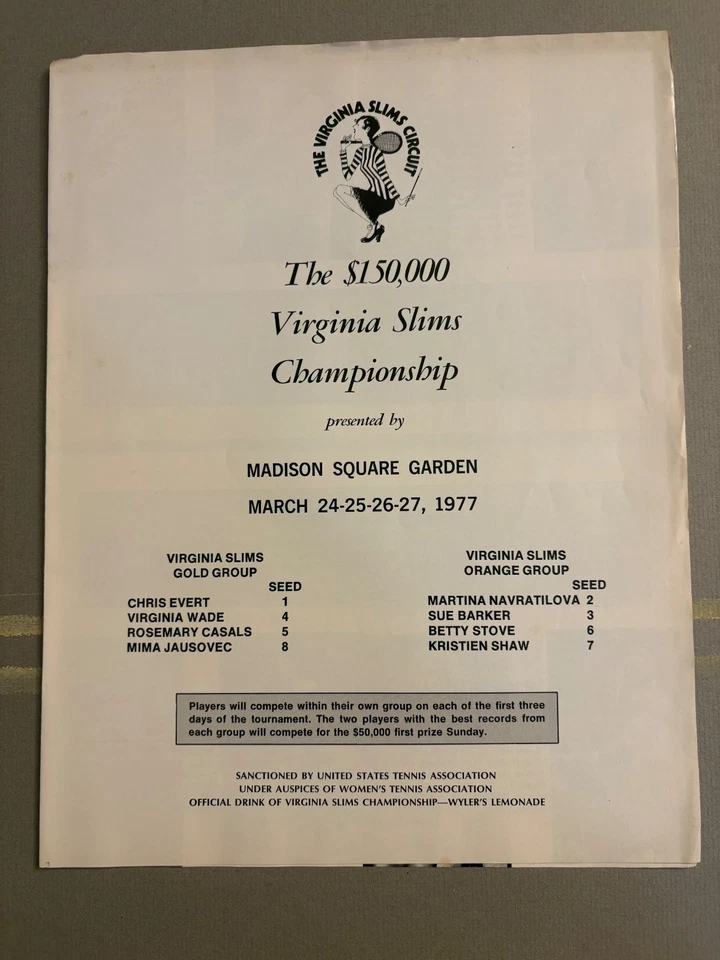 THE VIRGINIA SLIMS CIRCUIT
The $150,000
Virginia Slims
Championship
presented by
MADISON SQUARE GARDEN
MARCH 24-25-26-27, 1977
VIRGINIA SLIMS
GOLD GROUP
SEED
CHRIS EVERT 1
VIRGINIA WADE 4
ROSEMARY CASALS 5
MIMA JAUSOVEC 8
VIRGINIA SLIMS
ORANGE GROUP
SEED
MARTINA NAVRATILOVA 2
SUE BARKER 3
BETTY STOVE 6
KRISTIEN SHAW 7
Players will compete within their own group on each of the first three
days of the tournament. The two players with the best records from
each group will compete for the $50,000 first prize Sunday.
SANCTIONED BY UNITED STATES TENNIS ASSOCIATION
UNDER AUSPICES OF WOMEN'S TENNIS ASSOCIATION
OFFICIAL DRINK OF VIRGINIA SLIMS CHAMPIONSHIP—WYLER'S LEMONADE